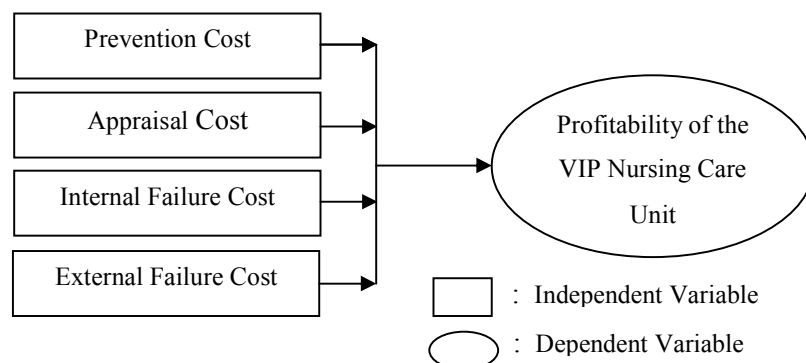 Prevention Cost
Appraisal Cost
Internal Failure Cost
External Failure Cost
Profitability of the
VIP Nursing Care
Unit
: Independent Variable
: Dependent Variable